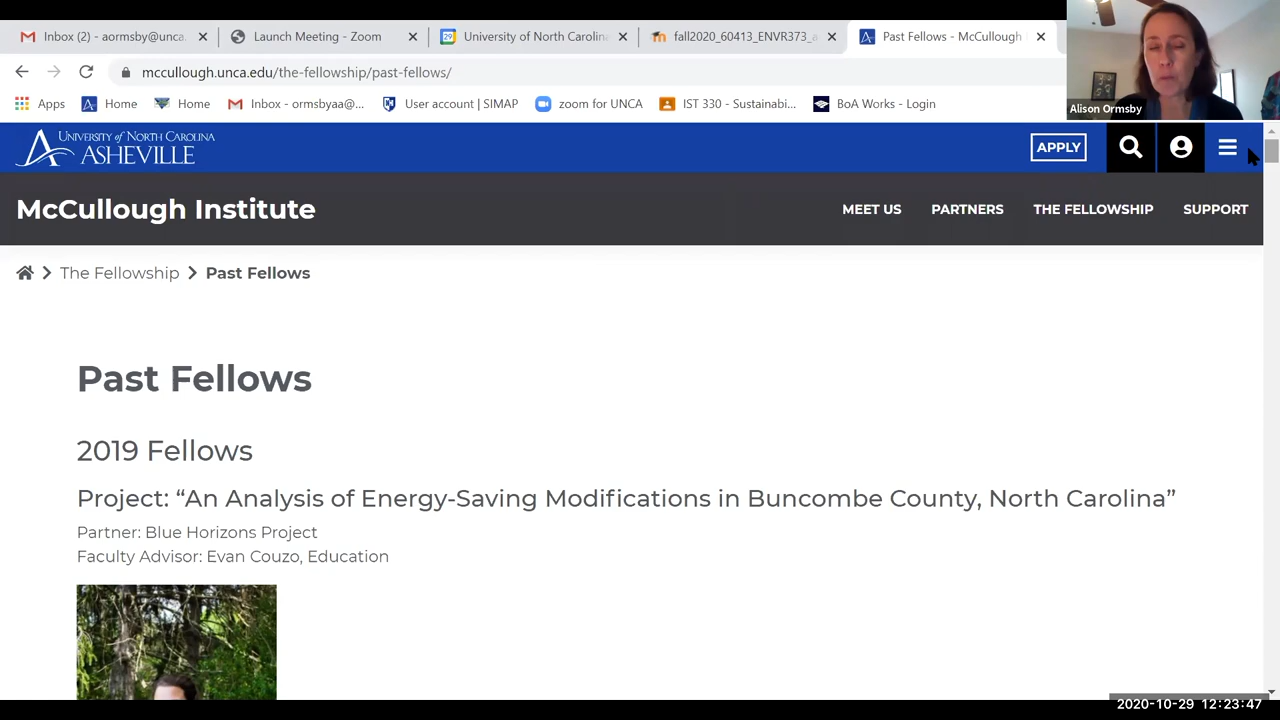 Inbox (2) - aormsby@unca.
Launch Meeting - Zoom
29
University of North Carolina
fall2020_60413_ENVR373_a
Past Fellows - McCullough I
mccullough.unca.edu/the-fellowship/past-fellows/
Apps
Home
Home
Inbox - ormsbyaa@...
User account | SIMAP
zoom for UNCA
IST 330 - Sustainabi...
BoA Works - Login
Alison Ormsby
UNIVERSITY OF NORTH CAROLINA
ASHEVILLE
APPLY
McCullough Institute
MEET US
PARTNERS
THE FELLOWSHIP
SUPPORT
The Fellowship
Past Fellows
Past Fellows
2019 Fellows
Project: “An Analysis of Energy-Saving Modifications in Buncombe County, North Carolina”
Partner: Blue Horizons Project
Faculty Advisor: Evan Couzo, Education
2020-10-29 12:23:47